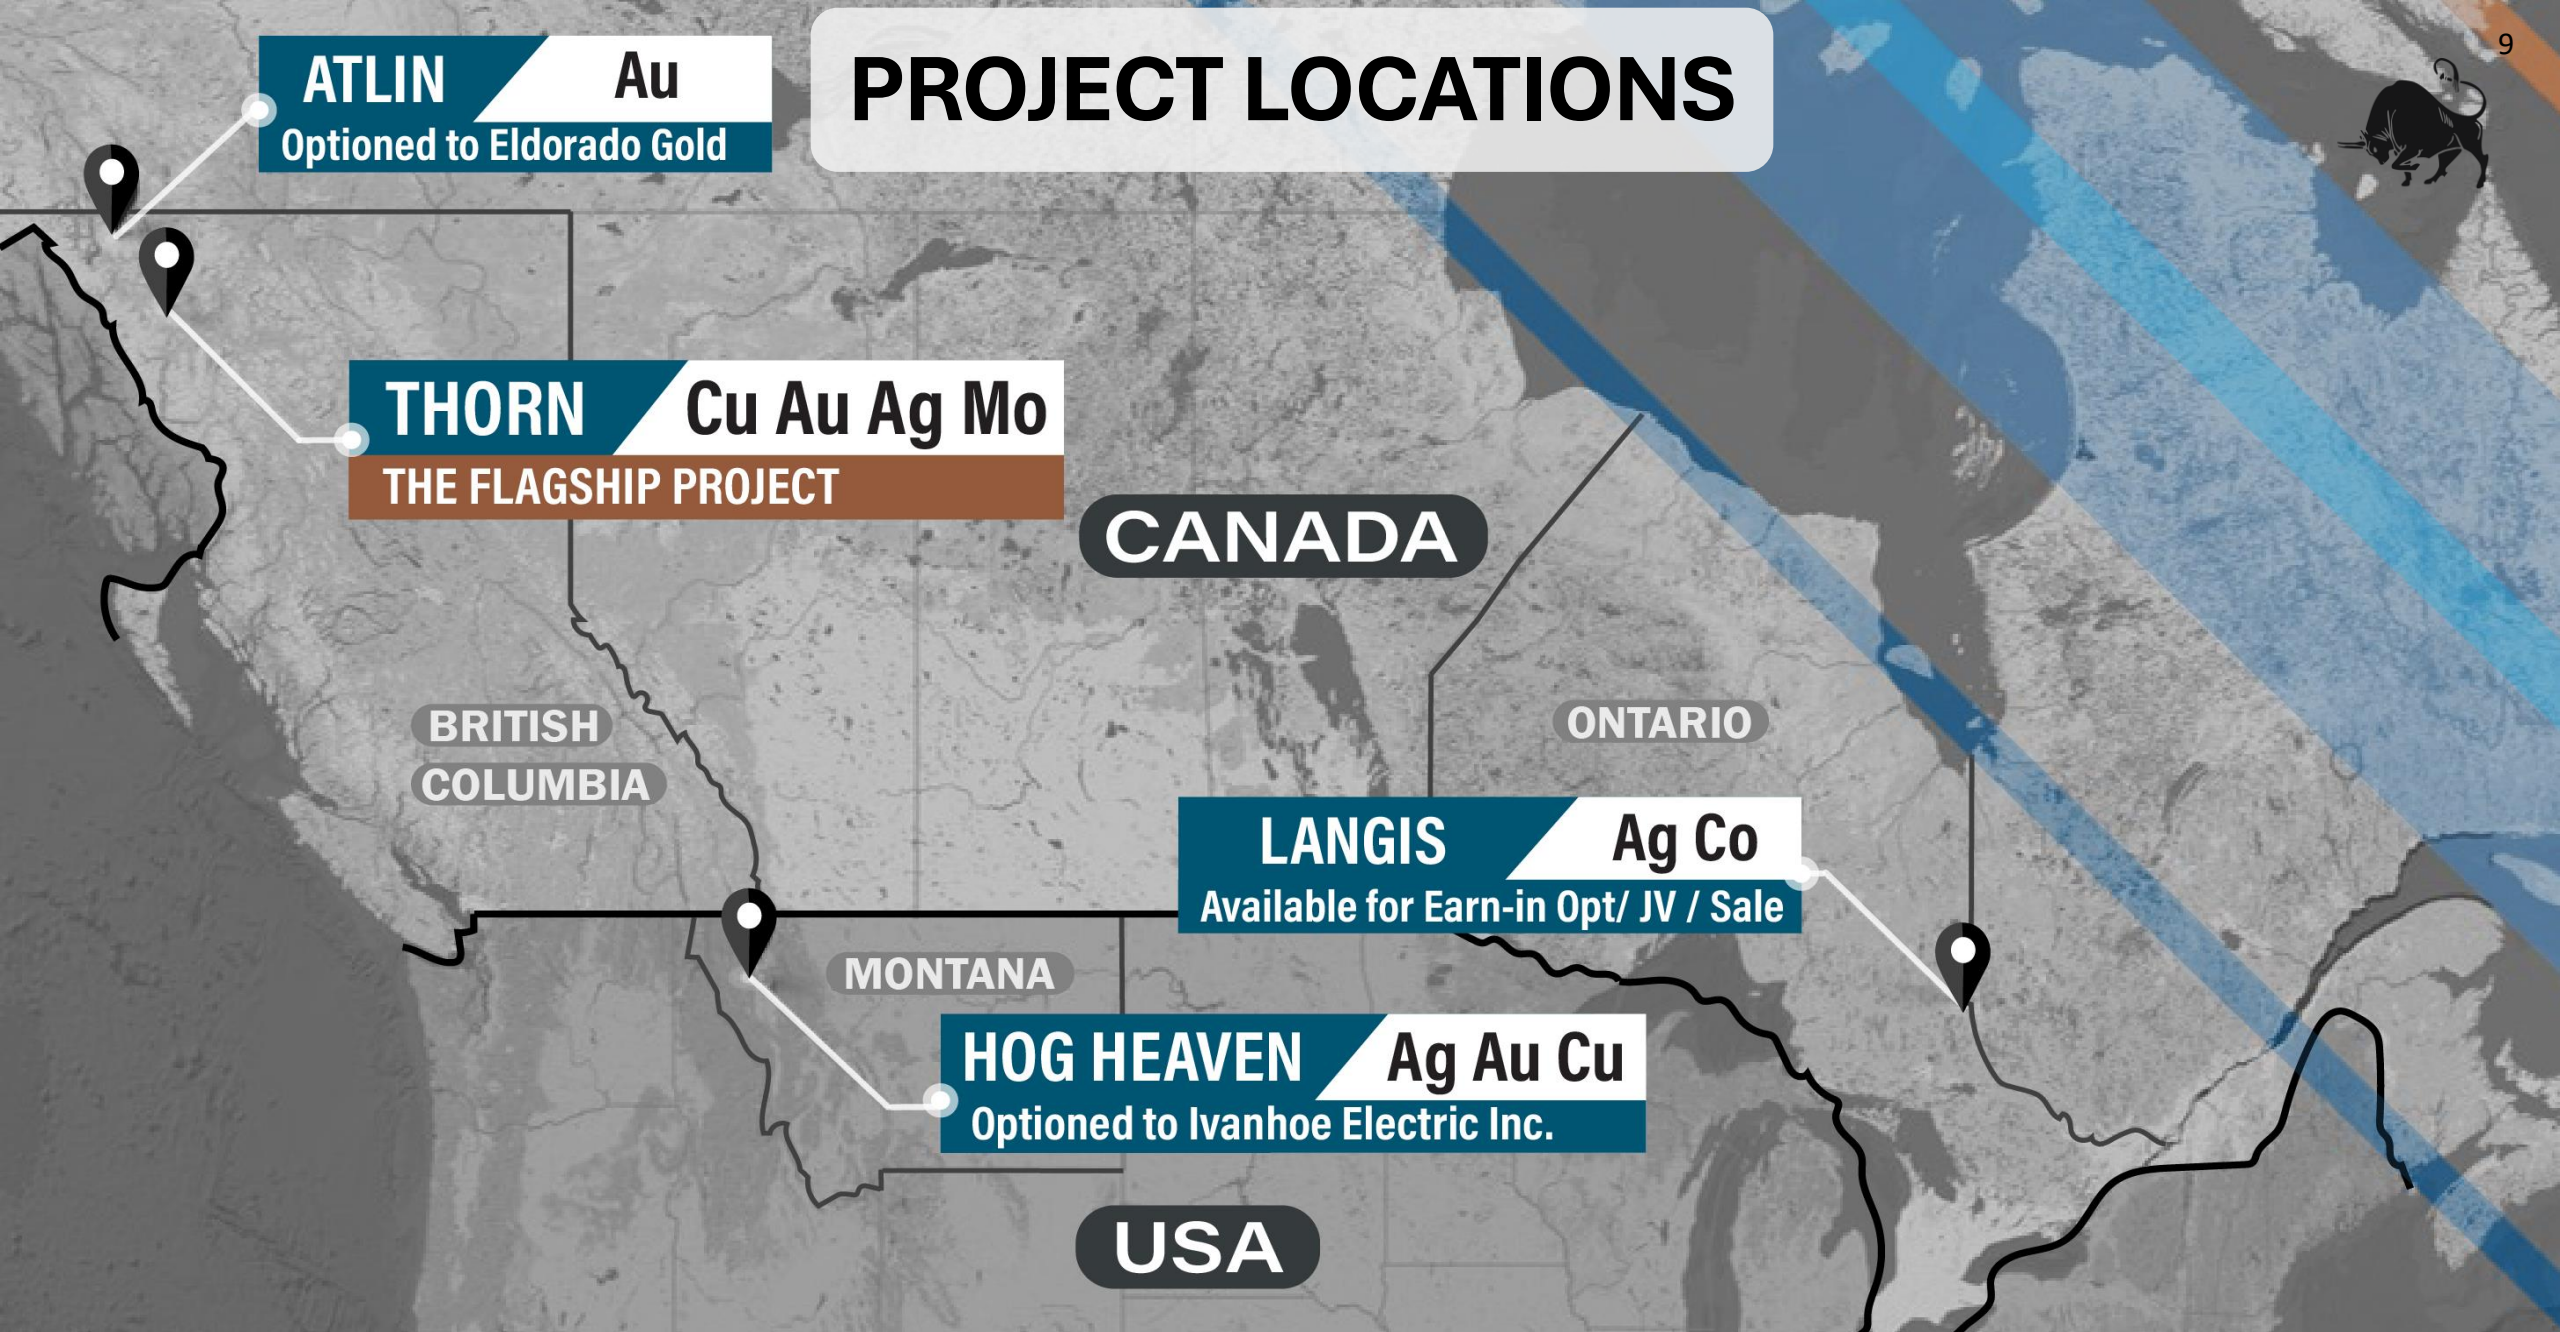 9
PROJECT LOCATIONS
ATLIN Au
Optioned to Eldorado Gold
THORN Cu Au Ag Mo
THE FLAGSHIP PROJECT
CANADA
BRITISH
COLUMBIA
ONTARIO
LANGIS Ag Co
Available for Earn-in Opt/ JV / Sale
MONTANA
HOG HEAVEN Ag Au Cu
Optioned to Ivanhoe Electric Inc.
USA